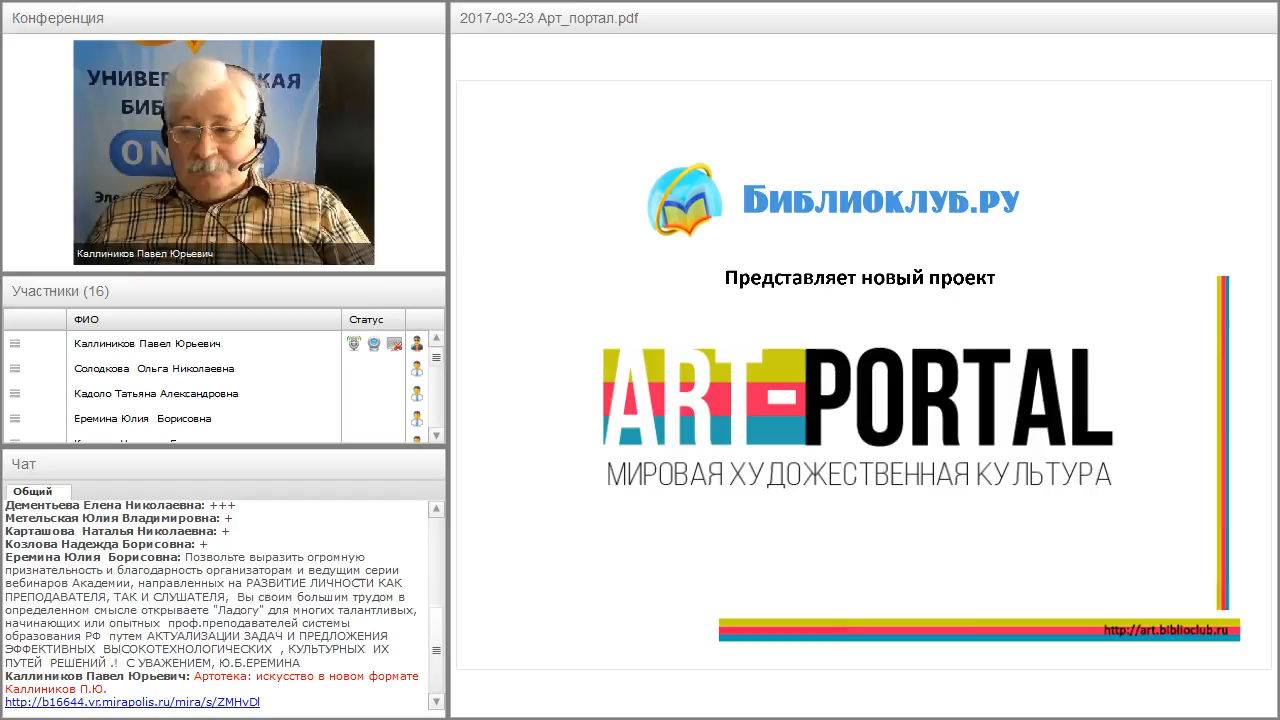 Конференция
УНИВЕР
КАЯ
ON
Каллиников Павел Юрьевич
Участники (16)
ФИО
Статус
Каллиников Павел Юрьевич
Солодкова Ольга Николаевна
Кадоло Татьяна Александровна
Еремина Юлия Борисовна
Чат
Общий
Дементьева Елена Николаевна: +++
Метельская Юлия Владимировна: +
Карташова Наталья Николаевна: +
Козлова Надежда Борисовна: +
Еремина Юлия Борисовна: Позвольте выразить огромную
признательность и благодарность организаторам и ведущим серии
вебинаров Академии, направленных на РАЗВИТИЕ ЛИЧНОСТИ КАК
ПРЕПОДАВАТЕЛЯ, ТАК И СЛУШАТЕЛЯ, Вы своим большим трудом в
определенном смысле открываете "Ладогу" для многих талантливых,
начинающих или опытных проф.преподавателей системы
образования РФ путем АКТУАЛИЗАЦИИ ЗАДАЧ И ПРЕДЛОЖЕНИЯ
ЭФФЕКТИВНЫХ ВЫСОКОТЕХНОЛОГИЧЕСКИХ , КУЛЬТУРНЫХ ИХ
ПУТЕЙ РЕШЕНИЙ .! С УВАЖЕНИЕМ, Ю.Б.ЕРЕМИНА
Каллиников Павел Юрьевич: Артотека: искусство в новом формате
Каллиников П.Ю.
http://b16644.vr.mirapolis.ru/mira/s/ZMHvDl
2017-03-23 Арт_портал.pdf
Библиоклуб.ру
Представляет новый проект
ART-PORTAL
МИРОВАЯ ХУДОЖЕСТВЕННАЯ КУЛЬТУРА
http://art.biblioclub.ru